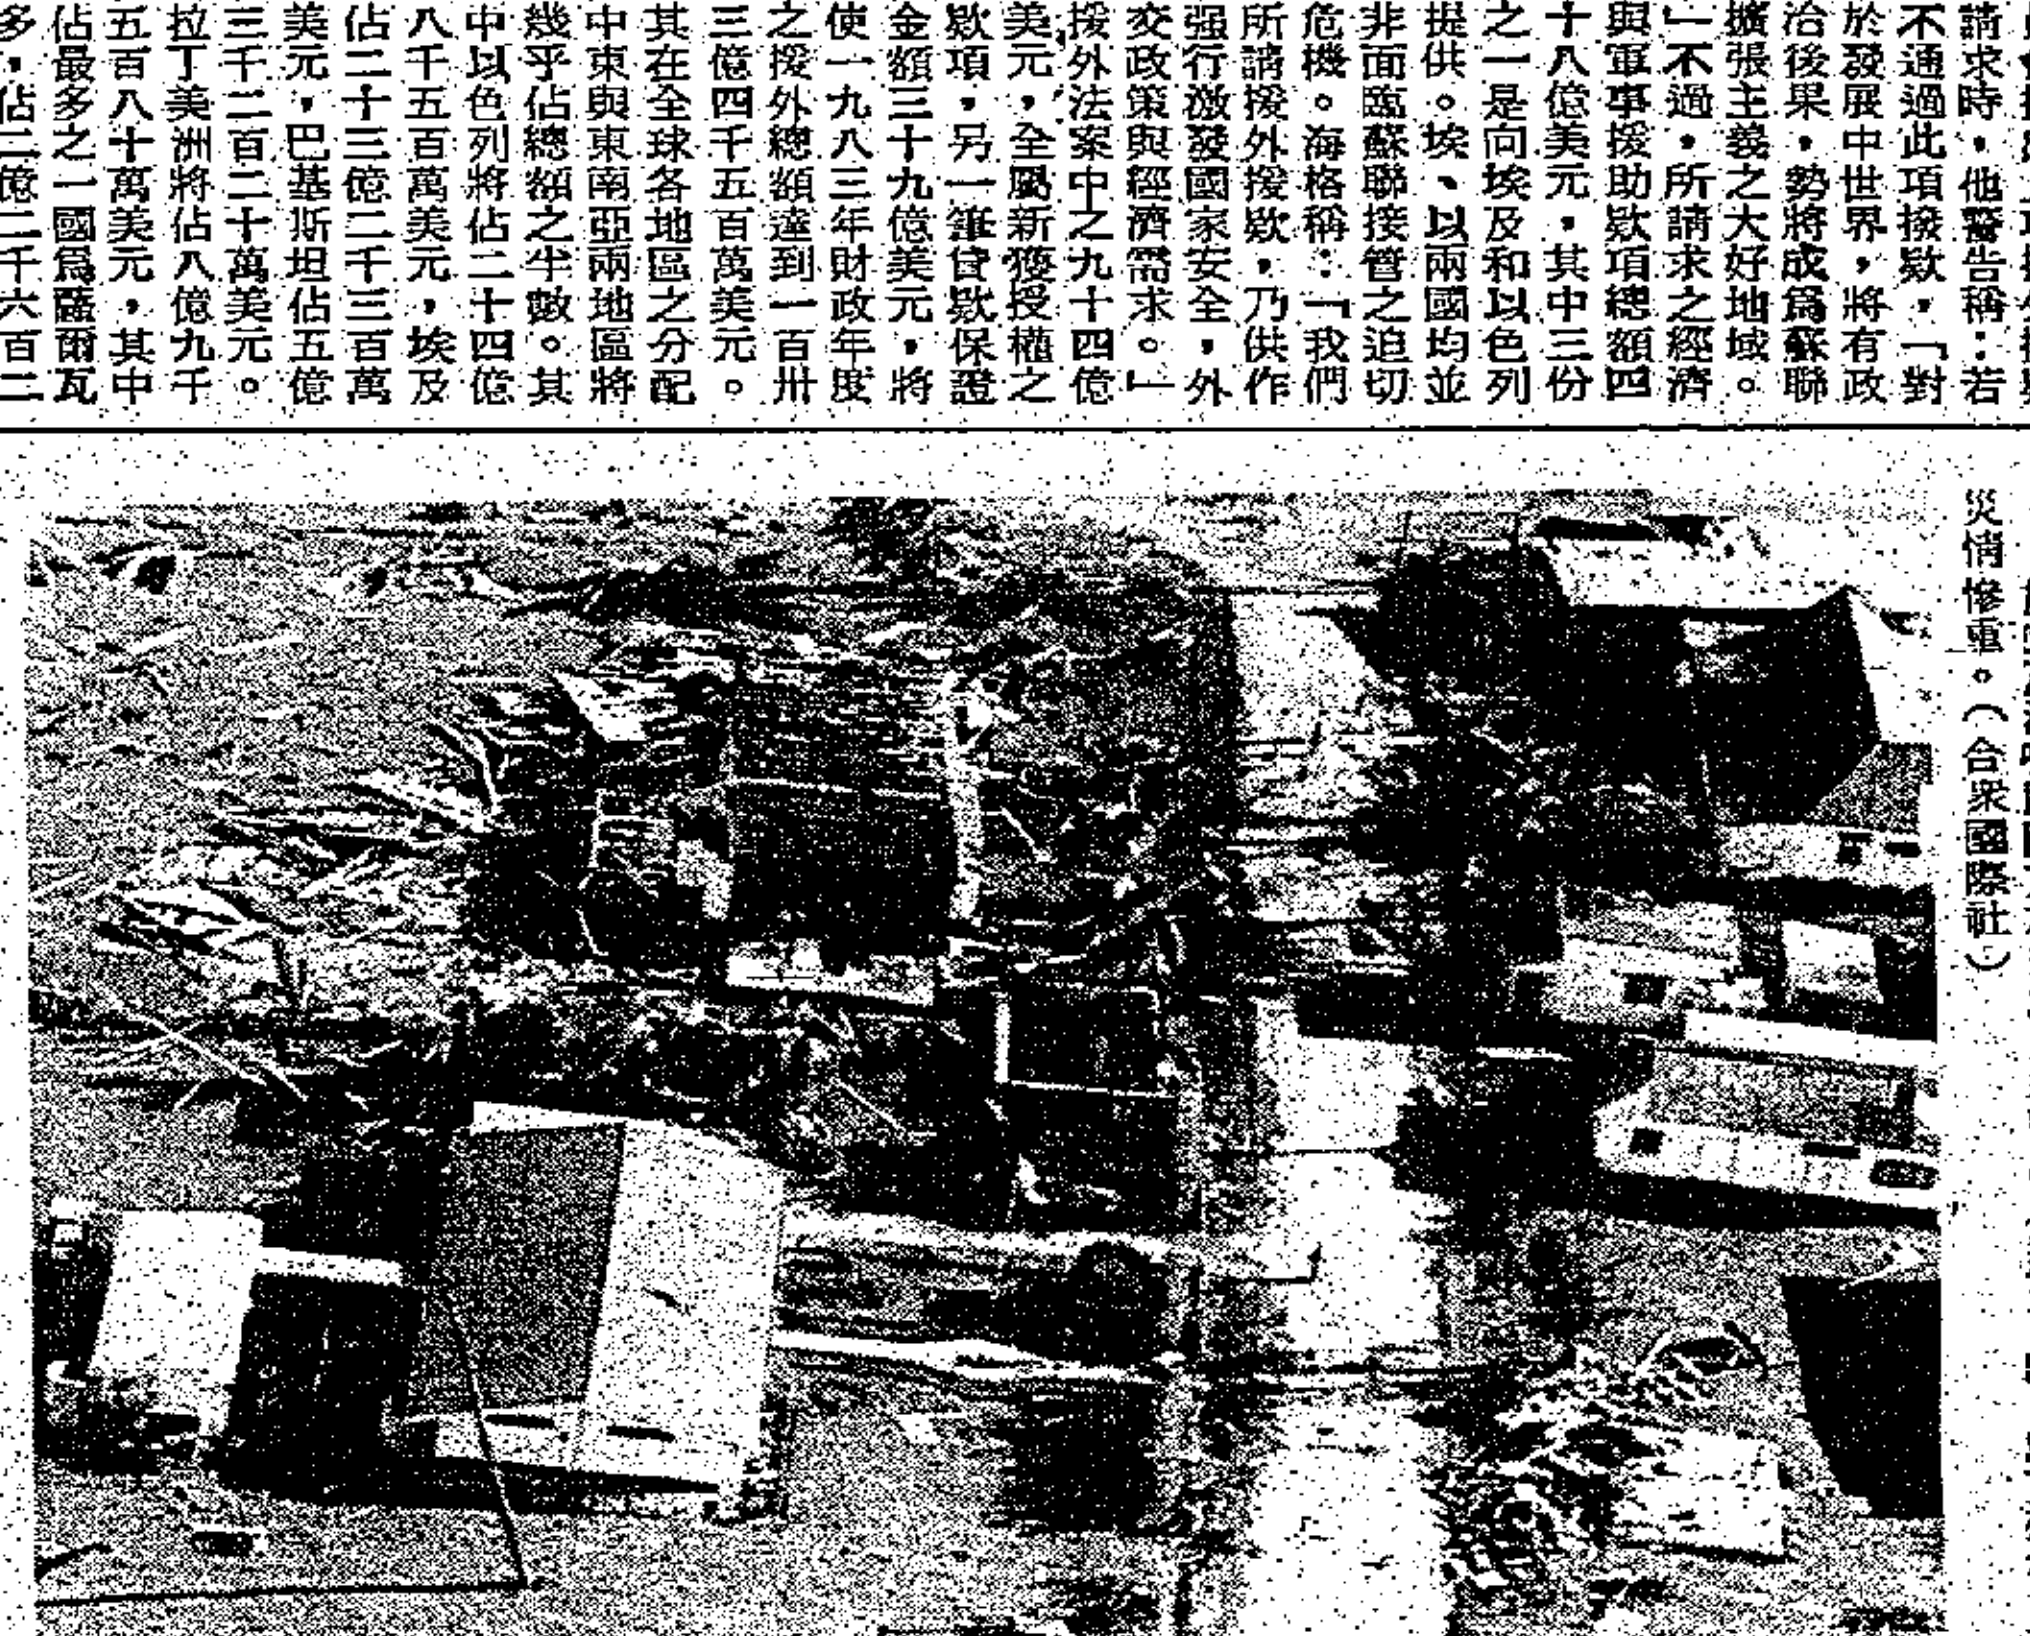 請求時，他警告稱：若
不通過此項撥欵，「對
於發展中世界，將有政
治後果，勢將成爲蘇聯
擴張主義之大好地域。
」不過，所請求之經濟
與軍事援助欵項總額四
十八億美元，其中三份
之一是向埃及和以色列
提供。埃、以兩國均並
非面臨蘇聯接管之追切
危機。海格稱：「我們
所請援外援欵，乃供作
强行激發國家安全，外
交政策與經濟需求。」
援外法案中之九十四億
美元，全屬新獲授權之
欵項，另一筆貸欵保證
金額三十九億美元，將
使一九八三年財政年度
之援外總額達到一百卅
三億四千五百萬美元。
其在全球各地區之分配
中東與東南亞兩地區將
幾乎佔總額之半數。其
中以色列將佔二十四億
八千五百萬美元，埃及
佔二十三億二千三百萬
美元，巴基斯坦佔五億
三千二百二十萬美元。
拉丁美洲將佔八億九千
五百八十萬美元，其中
佔最多之一國爲薩爾瓦
多，佔二億二千六百二
災情慘重。（合衆國際社）